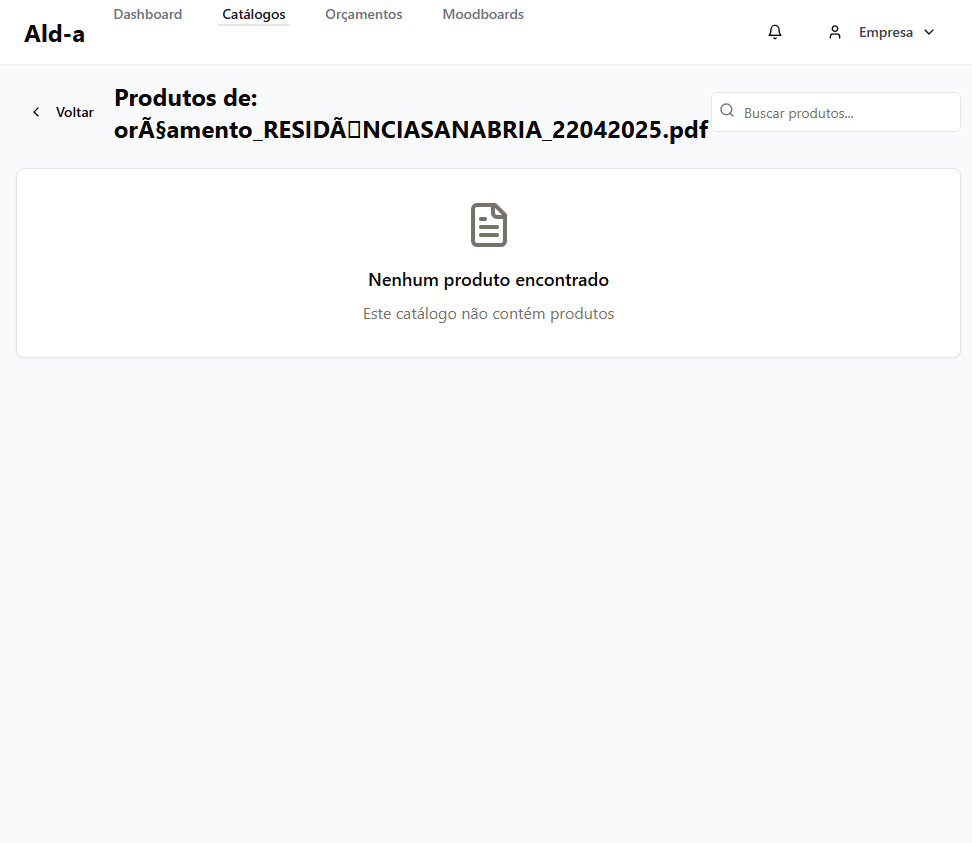 Ald-a
Dashboard
Catálogos
Orçamentos
Moodboards
Empresa
Voltar
Produtos de:
orÃ§amento_RESIDÃ□NCIASANABRIA_22042025.pdf
Buscar produtos...
Nenhum produto encontrado
Este catálogo não contém produtos